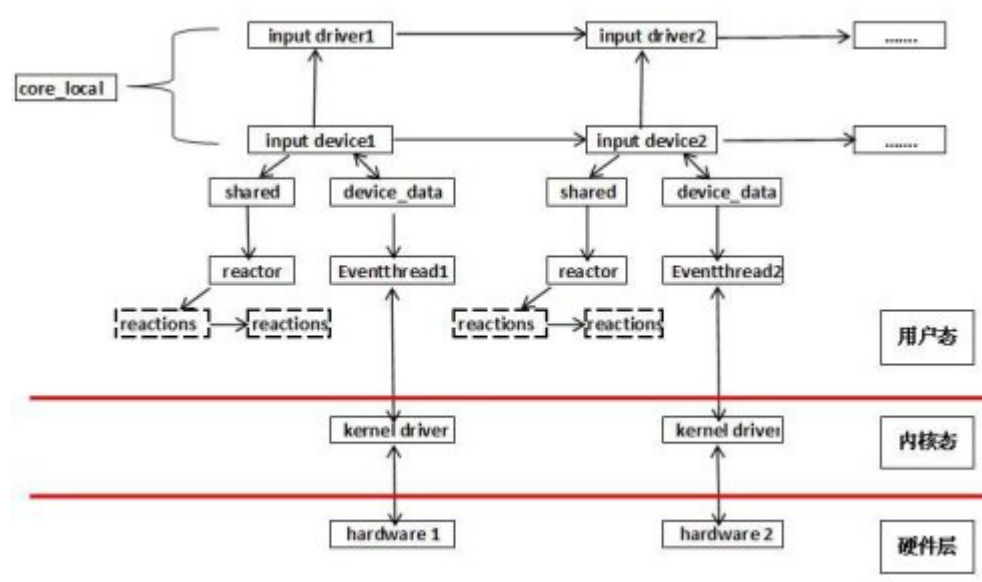 input driver1
input driver2
.......
core_local
input device1
input device2
.......
shared
device_data
shared
device_data
reactor
Eventthread1
reactor
Eventthread2
reactions
reactions
reactions
reactions
用户态
kernel driver
kernel driver
内核态
hardware 1
hardware 2
硬件层